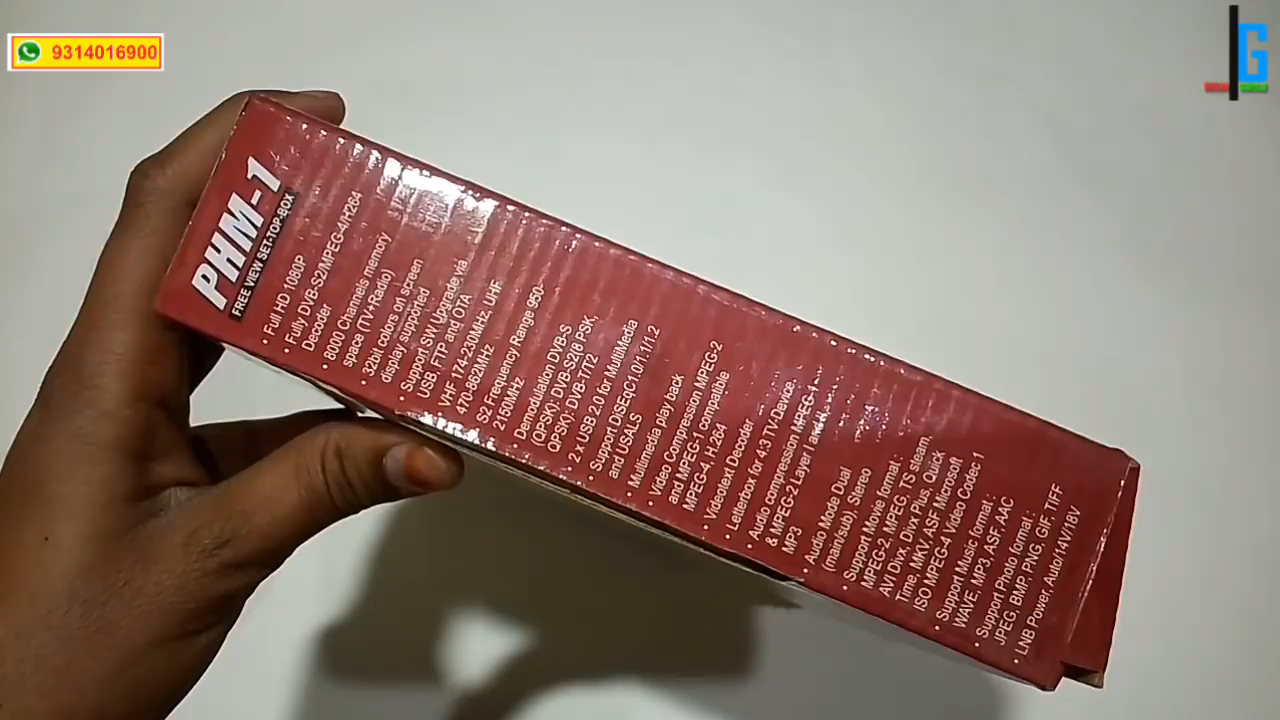 9314016900
G
PHM-1
FREE VIEW SET-TOP-BOX
• Full HD 1080P
• Fully DVB-S2/MPEG-4/H264
Decoder
• 8000 Channels memory
space (TV+Radio)
• 32bit colors on screen
display supported
• Support SW Upgrade via
USB, FTP and OTA
VHF 174-230MHz, UHF
470-862MHz
S2 Frequency Range 950-
2150MHz
• Demodulation DVB-S
(QPSK); DVB-S2(8 PSK,
QPSK); DVB-T/T2
• 2 x USB 2.0 for MultiMedia
• Support DiSEqC1.0/1.1/1.2
and USALS
• Multimedia play back
• Video Compression MPEG-2
and MPEG-1 compatible
MPEG-4, H.264
• Videotext Decoder
• Letterbox for 4:3 TV Device.
• Audio compression MPEG-1
& MPEG-2 Layer I and II,
MP3
• Audio Mode Dual
(main/sub), Stereo
• Support Movie format :
MPEG-2, MPEG, TS steam,
AVI Divx, Divx Plus, Quick
Time, MKV, ASF Microsoft
ISO MPEG-4 Video Codec 1
• Support Music format :
WAVE, MP3, ASF, AAC
• Support Photo format :
JPEG, BMP, PNG, GIF, TIFF
• LNB Power, Auto/14V/18V